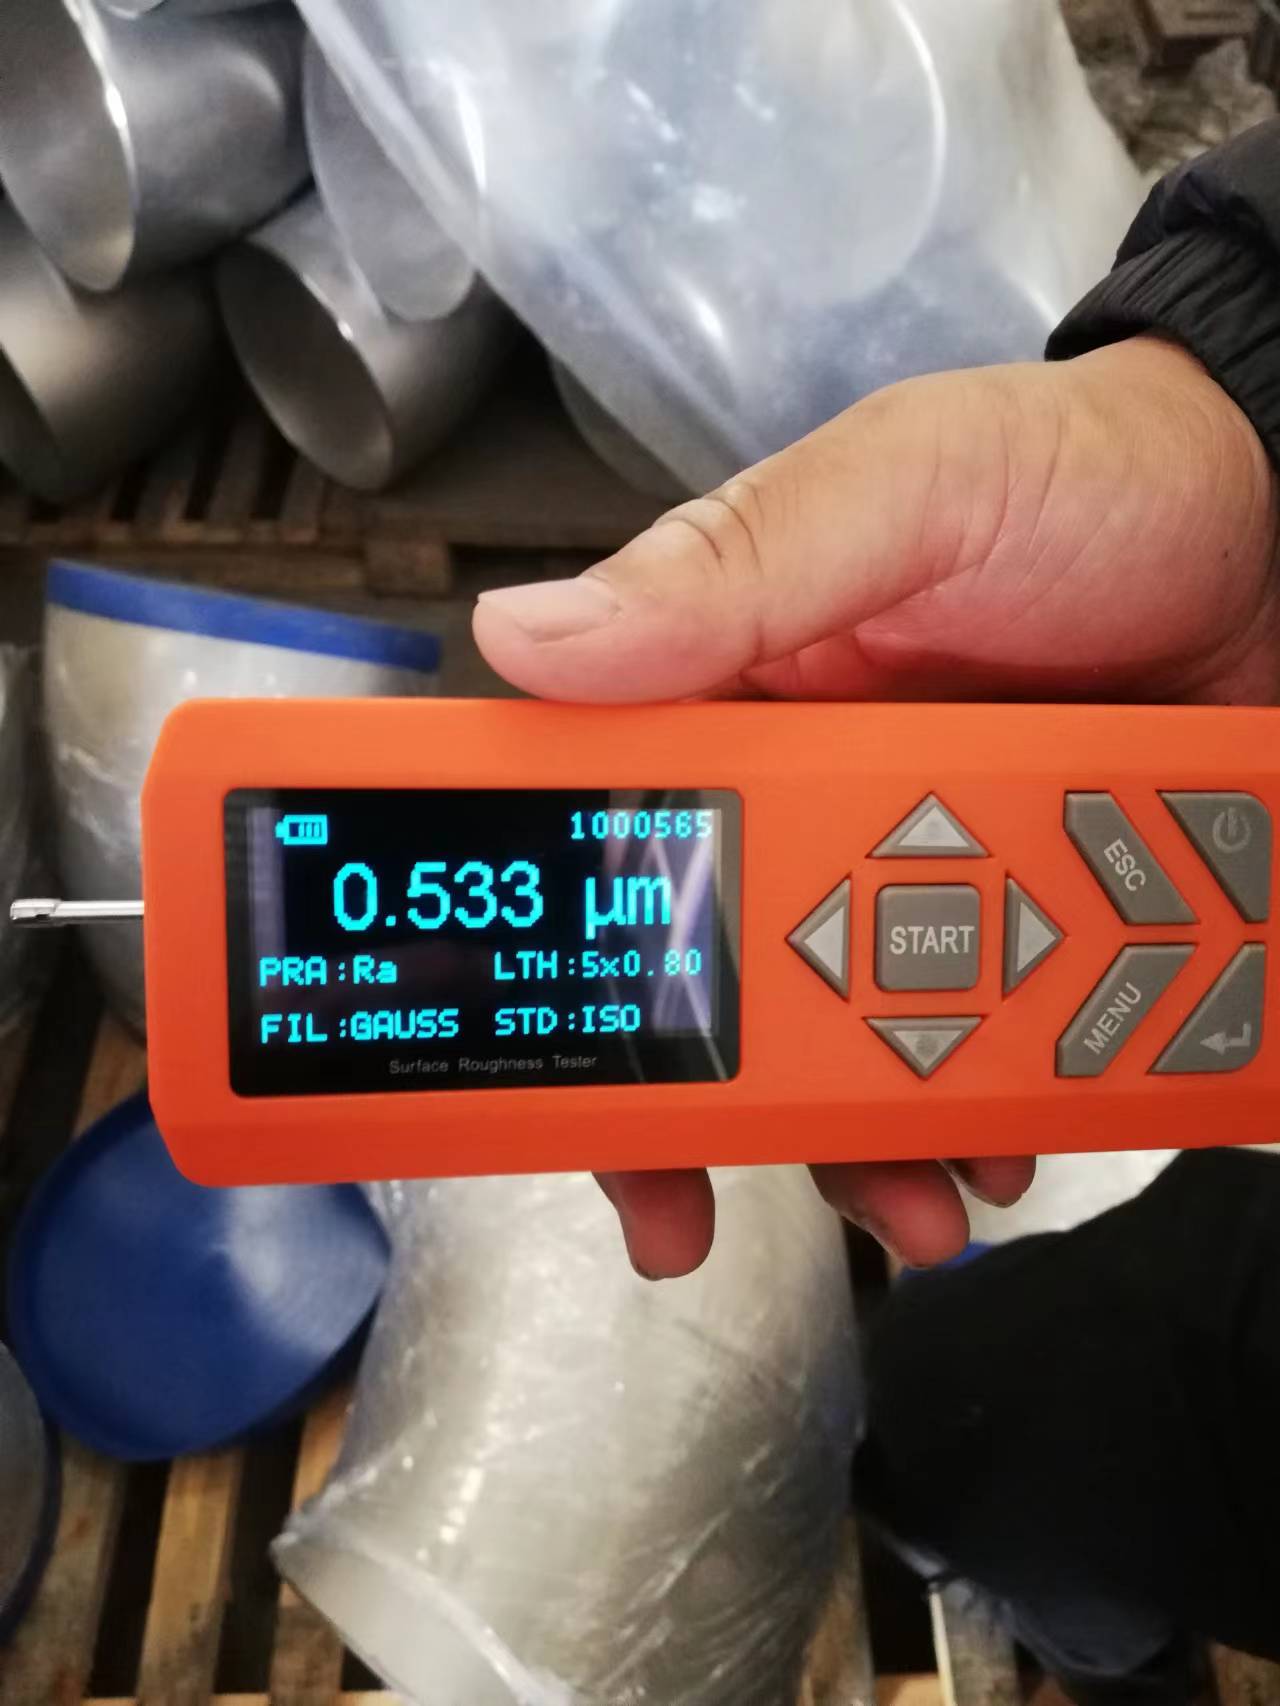 1000565
0.533 µm
PRA:Ra LTH:5x0.80
FIL:GAUSS STD:ISO
Surface Roughness Tester
START
ESC
MENU